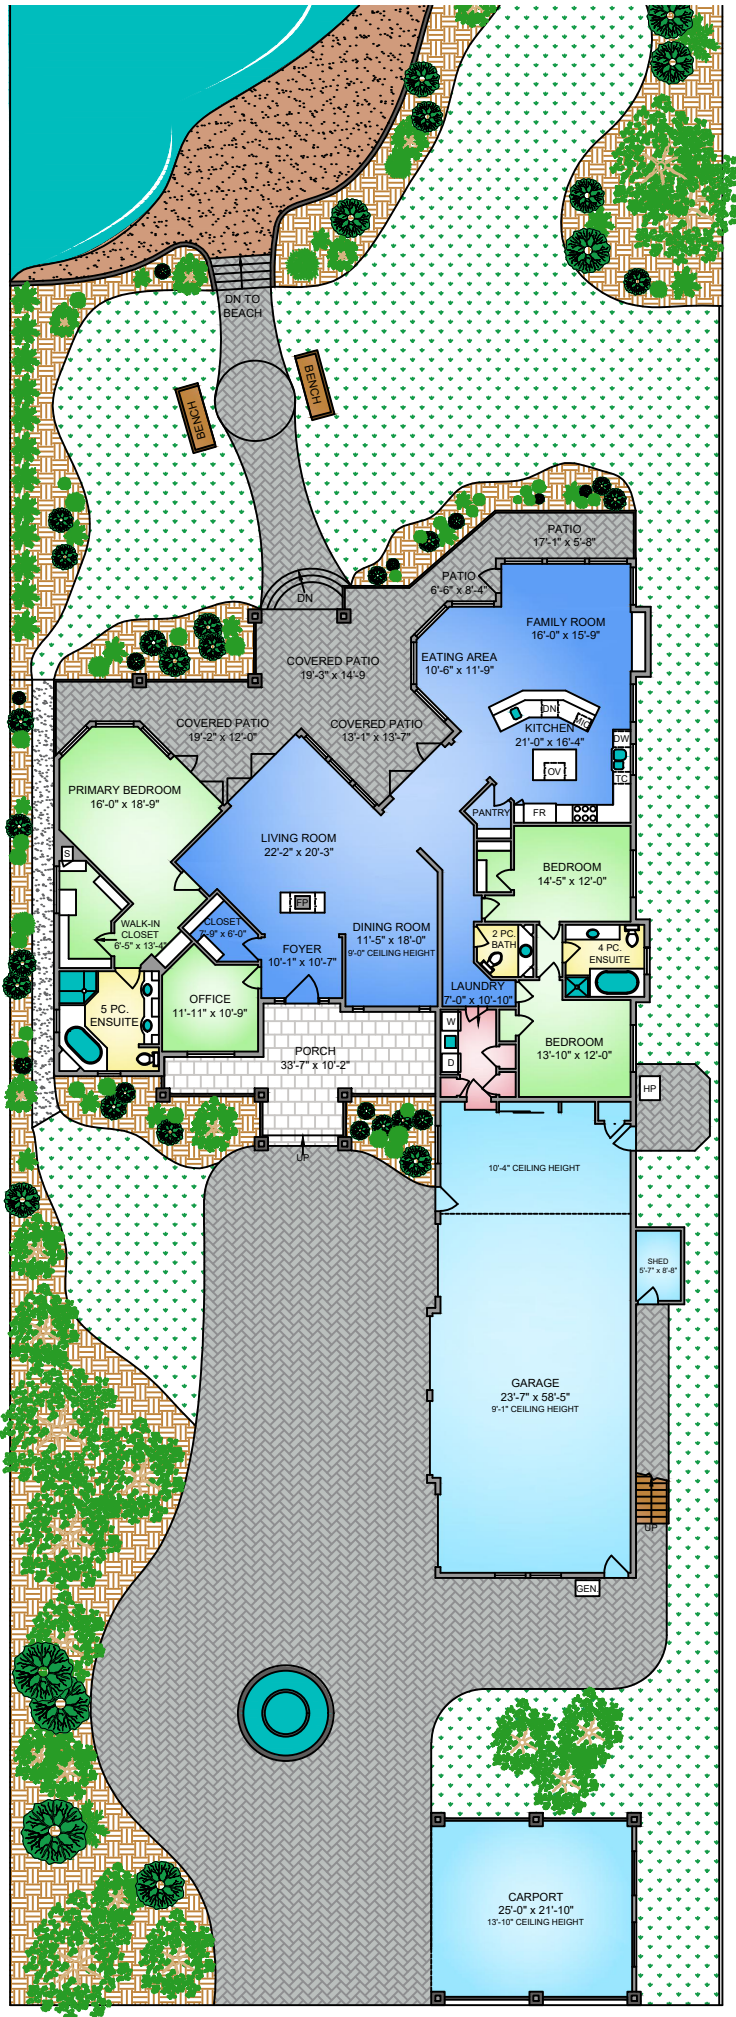 DN TO
BEACH
BENCH
BENCH
PATIO
17'-1" x 5'-8"
PATIO
6'-6" x 8'-4"
DN
FAMILY ROOM
16'-0" x 15'-9"
EATING AREA
10'-6" x 11'-9"
COVERED PATIO
19'-3" x 14'-9
COVERED PATIO
19'-2" x 12'-0"
COVERED PATIO
13'-1" x 13'-7"
DN
MIC
KITCHEN
21'-0" x 16'-4"
DW
OV
TC
PRIMARY BEDROOM
16'-0" x 18'-9"
PANTRY
FR
LIVING ROOM
22'-2" x 20'-3"
S
BEDROOM
14'-5" x 12'-0"
FP
WALK-IN
CLOSET
6'-5" x 13'-4"
CLOSET
7'-9" x 6'-0"
DINING ROOM
11'-5" x 18'-0"
9'-0" CEILING HEIGHT
FOYER
10'-1" x 10'-7"
2 PC.
BATH
4 PC.
ENSUITE
OFFICE
11'-11" x 10'-9"
5 PC.
ENSUITE
LAUNDRY
7'-0" x 10'-10"
W
D
BEDROOM
13'-10" x 12'-0"
PORCH
33'-7" x 10'-2"
HP
UP
10'-4" CEILING HEIGHT
SHED
5'-7" x 8'-8"
GARAGE
23'-7" x 58'-5"
9'-1" CEILING HEIGHT
UP
GEN.
CARPORT
25'-0" x 21'-10"
13'-10" CEILING HEIGHT